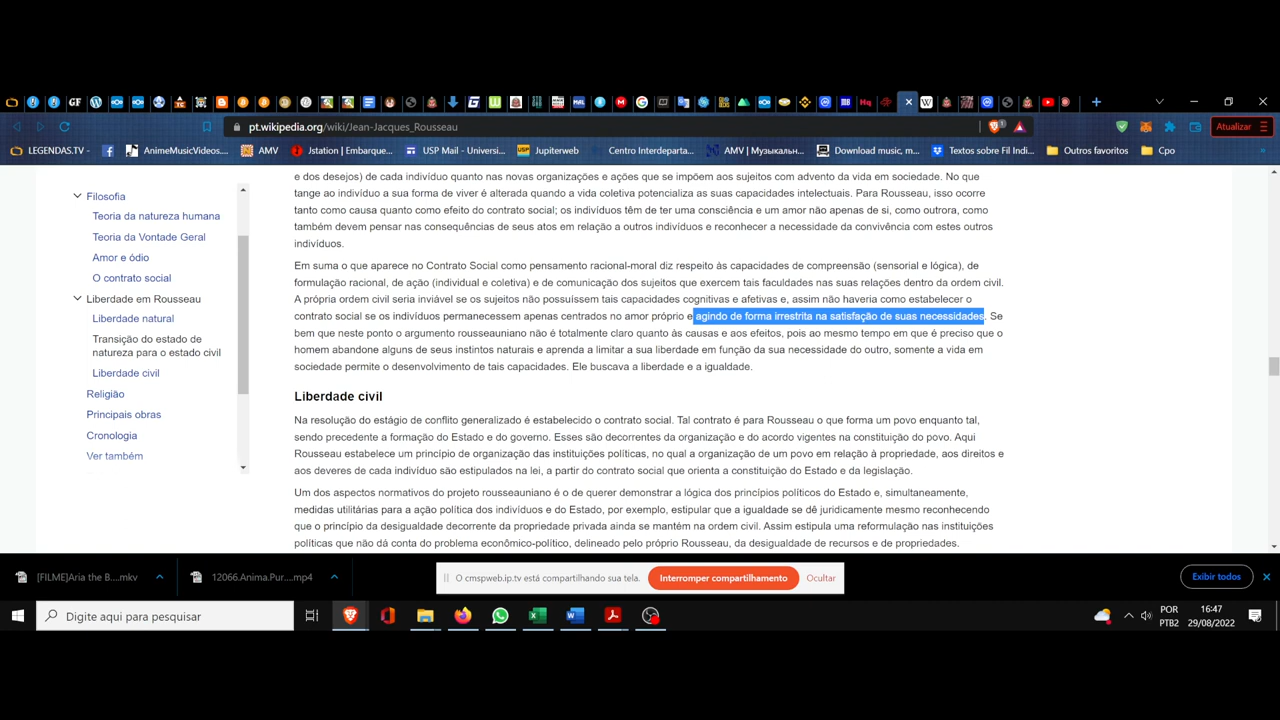 pt.wikipedia.org/wiki/Jean-Jacques_Rousseau
Atualizar
LEGENDAS.TV
AnimeMusicVideos...
AMV
Jstation | Embarque...
USP Mail - Universi...
Jupiterweb
Centro Interdeparta...
AMV | Музыкальн...
Download music, m...
Textos sobre Fil Indi...
Outros favoritos
Cpo
Filosofia
Teoria da natureza humana
Teoria da Vontade Geral
Amor e ódio
O contrato social
Liberdade em Rousseau
Liberdade natural
Transição do estado de
natureza para o estado civil
Liberdade civil
Religião
Principais obras
Cronologia
Ver também
e dos desejos) de cada indivíduo quanto nas novas organizações e ações que se impõem aos sujeitos com advento da vida em sociedade. No que
tange ao indivíduo a sua forma de viver é alterada quando a vida coletiva potencializa as suas capacidades intelectuais. Para Rousseau, isso ocorre
tanto como causa quanto como efeito do contrato social; os indivíduos têm de ter uma consciência e um amor não apenas de si, como outrora, como
também devem pensar nas consequências de seus atos em relação a outros indivíduos e reconhecer a necessidade da convivência com estes outros
indivíduos.
Em suma o que aparece no Contrato Social como pensamento racional-moral diz respeito às capacidades de compreensão (sensorial e lógica), de
formulação racional, de ação (individual e coletiva) e de comunicação dos sujeitos que exercem tais faculdades nas suas relações dentro da ordem civil.
A própria ordem civil seria inviável se os sujeitos não possuíssem tais capacidades cognitivas e afetivas e, assim não haveria como estabelecer o
contrato social se os indivíduos permanecessem apenas centrados no amor próprio e agindo de forma irrestrita na satisfação de suas necessidades. Se
bem que neste ponto o argumento rousseauniano não é totalmente claro quanto às causas e aos efeitos, pois ao mesmo tempo em que é preciso que o
homem abandone alguns de seus instintos naturais e aprenda a limitar a sua liberdade em função da sua necessidade do outro, somente a vida em
sociedade permite o desenvolvimento de tais capacidades. Ele buscava a liberdade e a igualdade.
Liberdade civil
Na resolução do estágio de conflito generalizado é estabelecido o contrato social. Tal contrato é para Rousseau o que forma um povo enquanto tal,
sendo precedente a formação do Estado e do governo. Esses são decorrentes da organização e do acordo vigentes na constituição do povo. Aqui
Rousseau estabelece um princípio de organização das instituições políticas, no qual a organização de um povo em relação à propriedade, aos direitos e
aos deveres de cada indivíduo são estipulados na lei, a partir do contrato social que orienta a constituição do Estado e da legislação.
Um dos aspectos normativos do projeto rousseauniano é o de querer demonstrar a lógica dos princípios políticos do Estado e, simultaneamente,
medidas utilitárias para a ação política dos indivíduos e do Estado, por exemplo, estipular que a igualdade se dê juridicamente mesmo reconhecendo
que o princípio da desigualdade decorrente da propriedade privada ainda se mantém na ordem civil. Assim estipula uma reformulação nas instituições
políticas que não dá conta do problema econômico-político, delineado pelo próprio Rousseau, da desigualdade de recursos e de propriedades.
[FILME]Aria the B....mkv
12066.Anima.Pur....mp4
O cmspweb.ip.tv está compartilhando sua tela.
Interromper compartilhamento
Ocultar
Exibir todos
Digite aqui para pesquisar
POR
PTB2
16:47
29/08/2022